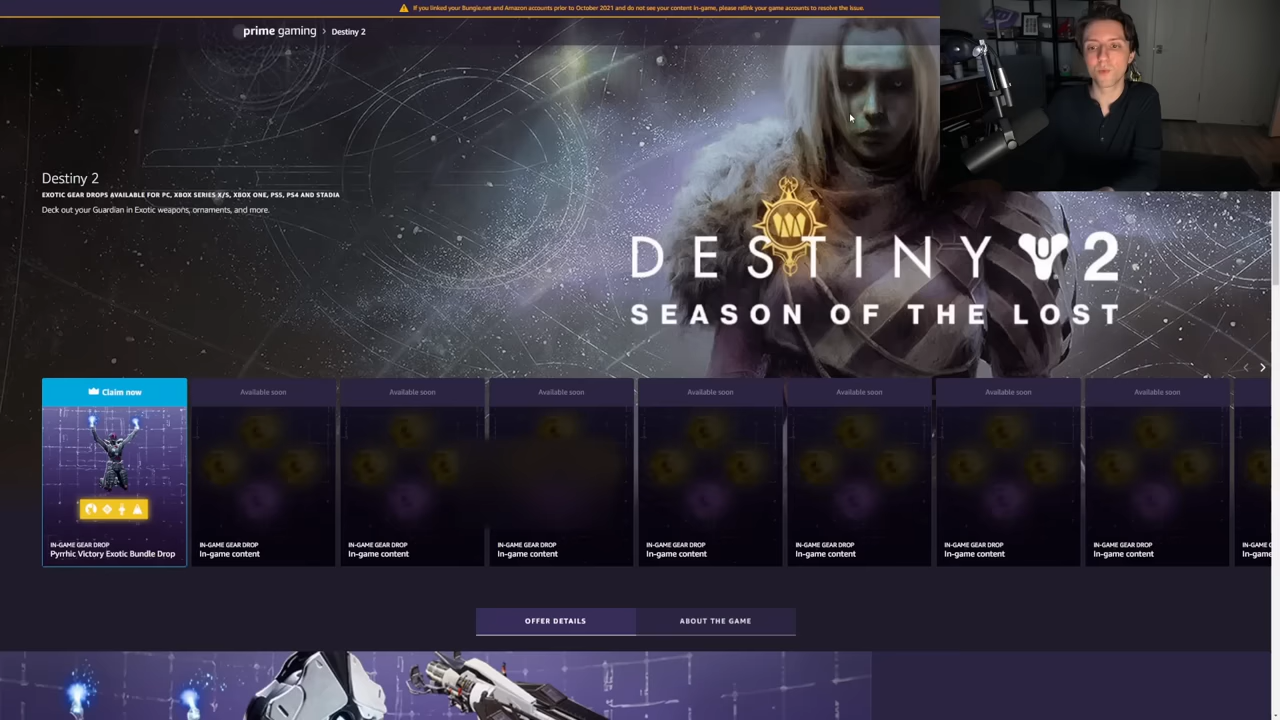 If you linked your Bungie.net and Amazon accounts prior to October 2021 and do not see your content in-game, please relink your game accounts to resolve the issue.
prime gaming > Destiny 2
Destiny 2
EXOTIC GEAR DROPS AVAILABLE FOR PC, XBOX SERIES X/S, XBOX ONE, PS5, PS4 AND STADIA
Deck out your Guardian in Exotic weapons, ornaments, and more.
DESTINY 2
SEASON OF THE LOST
Claim now
Available soon
Available soon
Available soon
Available soon
Available soon
Available soon
Available soon
IN-GAME GEAR DROP
Pyrrhic Victory Exotic Bundle Drop
IN-GAME GEAR DROP
In-game content
IN-GAME GEAR DROP
In-game content
IN-GAME GEAR DROP
In-game content
IN-GAME GEAR DROP
In-game content
IN-GAME GEAR DROP
In-game content
IN-GAME GEAR DROP
In-game content
IN-GAME GEAR DROP
In-game content
IN-GAME
In-game
OFFER DETAILS
ABOUT THE GAME